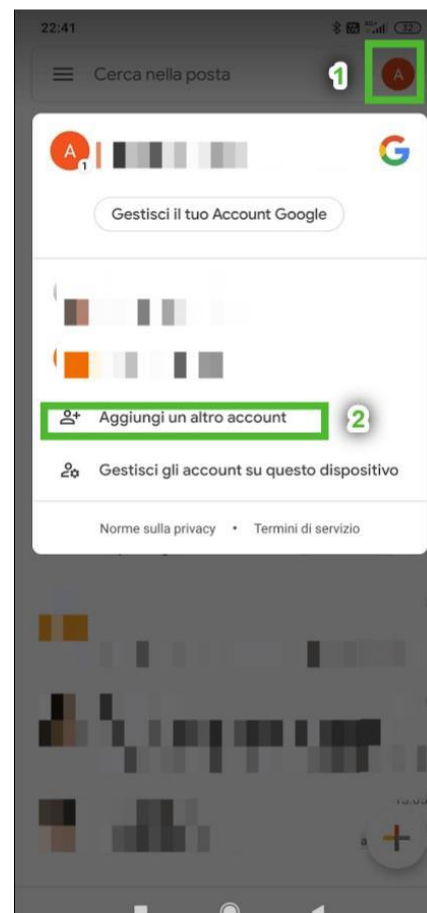 22:41 32
Cerca nella posta 1 A
A 1 G
Gestisci il tuo Account Google
Aggiungi un altro account 2
Gestisci gli account su questo dispositivo
Norme sulla privacy • Termini di servizio